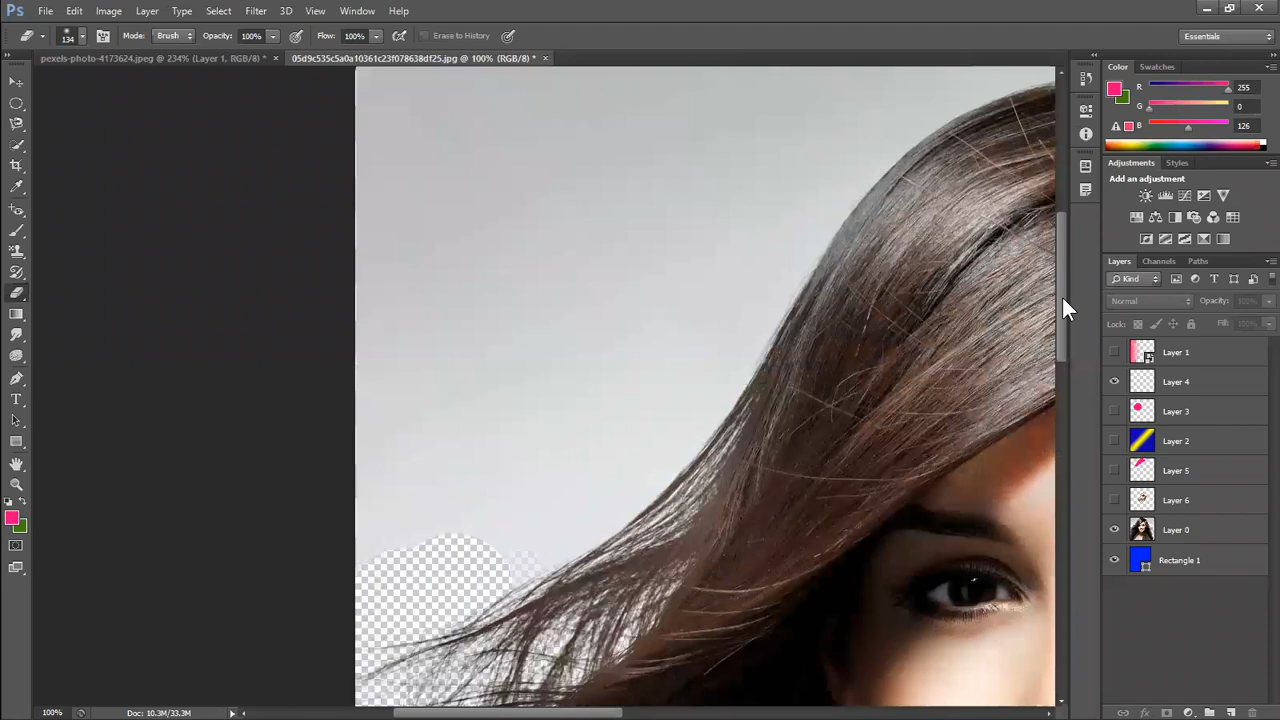 Ps File Edit Image Layer Type Select Filter 3D View Window Help
134 Mode: Brush Opacity: 100% Flow: 100% Erase to History Essentials
pexels-photo-4173624.jpeg @ 234% (Layer 1, RGB/8) * × 05d9c535c5a0a10361c23f078638df25.jpg @ 100% (RGB/8) * ×
Color Swatches
R 255
G 0
B 126
Adjustments Styles
Add an adjustment
Layers Channels Paths
Kind
Normal Opacity: 100%
Lock: Fill: 100%
Layer 1
Layer 4
Layer 3
Layer 2
Layer 5
Layer 6
Layer 0
Rectangle 1
100% Doc: 10.3M/33.3M
fx